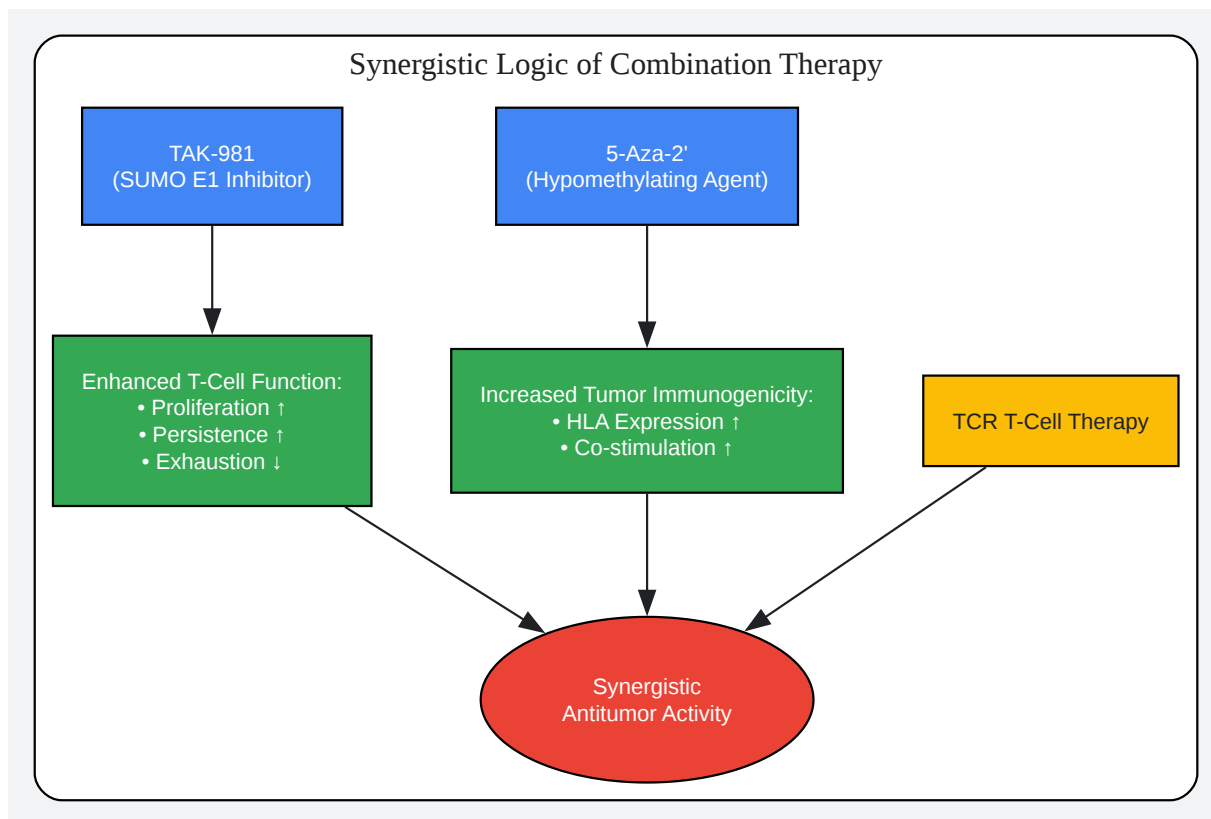 Synergistic Logic of Combination Therapy
TAK-981
(SUMO E1 Inhibitor)
5-Aza-2'
(Hypomethylating Agent)
Enhanced T-Cell Function:
• Proliferation ↑
• Persistence ↑
• Exhaustion ↓
Increased Tumor Immunogenicity:
• HLA Expression ↑
• Co-stimulation ↑
TCR T-Cell Therapy
Synergistic
Antitumor Activity